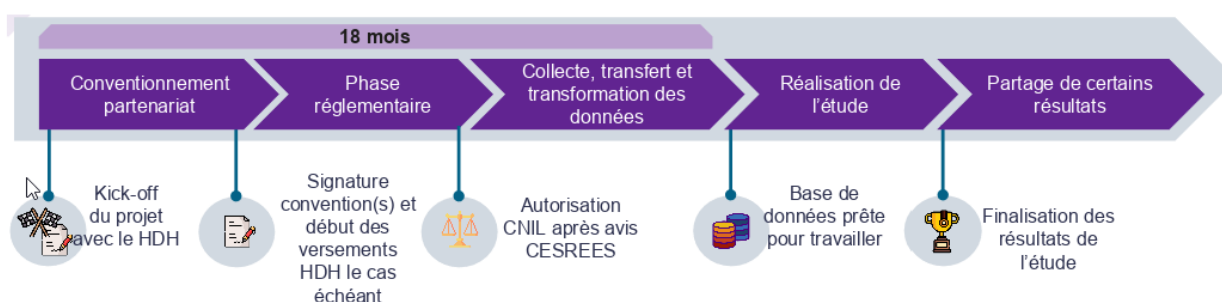 18 mois
Conventionnement
partenariat
Phase
réglementaire
Collecte, transfert et
transformation des
données
Réalisation de
l'étude
Partage de certains
résultats
Kick-off
du projet
avec le HDH
Signature
convention(s) et
début des
versements
HDH le cas
échéant
Autorisation
CNIL après avis
CESREES
Base de
données prête
pour travailler
Finalisation des
résultats de
l'étude